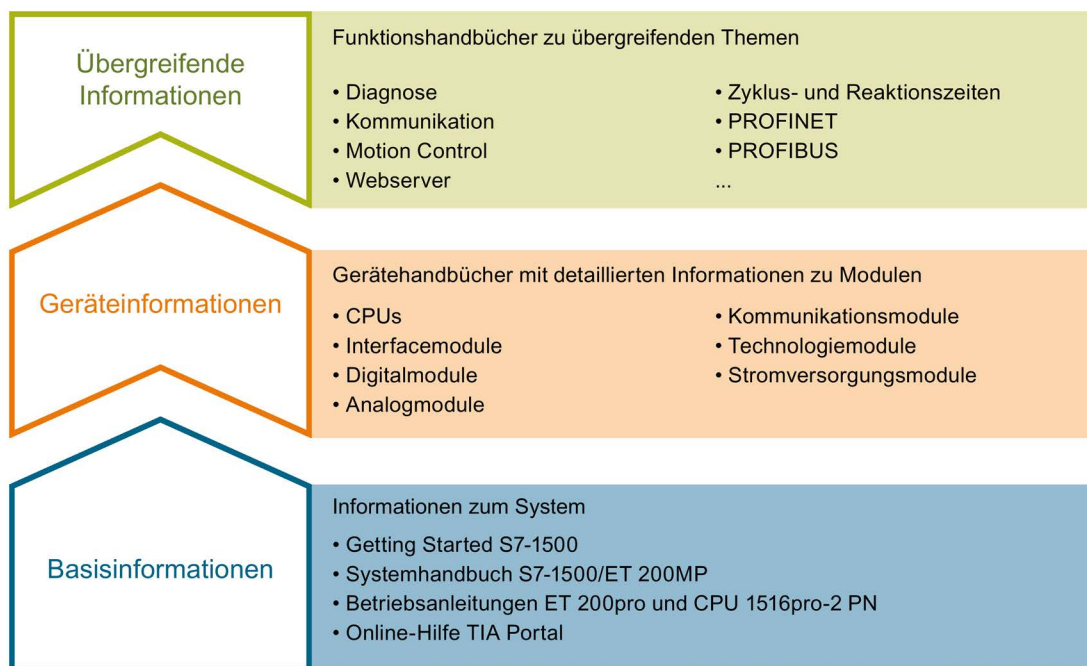 Übergreifende
Informationen
Funktionshandbücher zu übergreifenden Themen
• Diagnose
• Kommunikation
• Motion Control
• Webserver
• Zyklus- und Reaktionszeiten
• PROFINET
• PROFIBUS
...
Geräteinformationen
Gerätehandbücher mit detaillierten Informationen zu Modulen
• CPUs
• Interfacemodule
• Digitalmodule
• Analogmodule
• Kommunikationsmodule
• Technologiemodule
• Stromversorgungsmodule
Basisinformationen
Informationen zum System
• Getting Started S7-1500
• Systemhandbuch S7-1500/ET 200MP
• Betriebsanleitungen ET 200pro und CPU 1516pro-2 PN
• Online-Hilfe TIA Portal